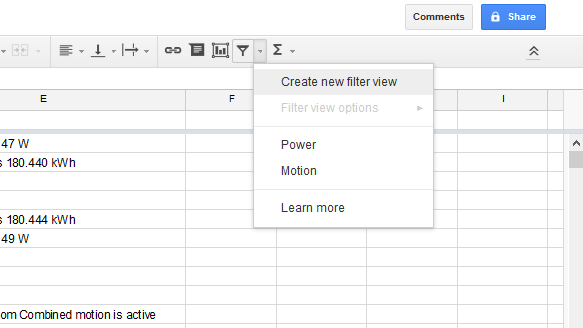 Comments
Share
Σ
Create new filter view
E
F
I
Filter view options
47 W
Power
s 180.440 kWh
Motion
Learn more
s 180.444 kWh
49 W
om Combined motion is active